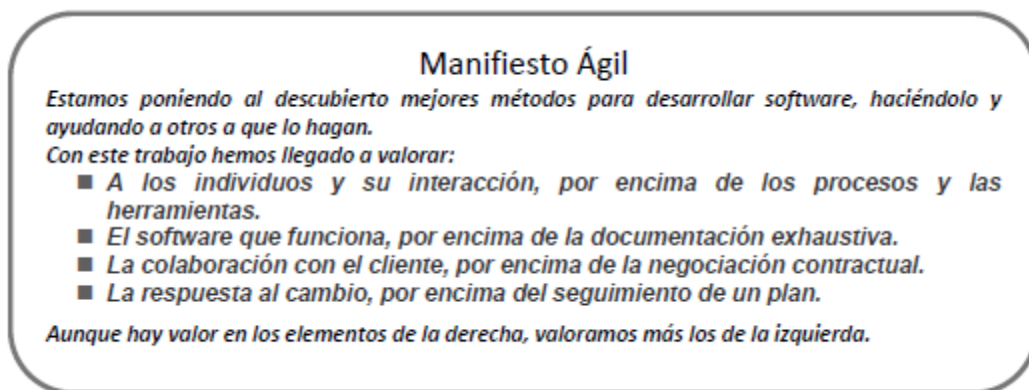 Manifiesto Ágil
Estamos poniendo al descubierto mejores métodos para desarrollar software, haciéndolo y
ayudando a otros a que lo hagan.
Con este trabajo hemos llegado a valorar:
■ A los individuos y su interacción, por encima de los procesos y las
herramientas.
■ El software que funciona, por encima de la documentación exhaustiva.
■ La colaboración con el cliente, por encima de la negociación contractual.
■ La respuesta al cambio, por encima del seguimiento de un plan.
Aunque hay valor en los elementos de la derecha, valoramos más los de la izquierda.